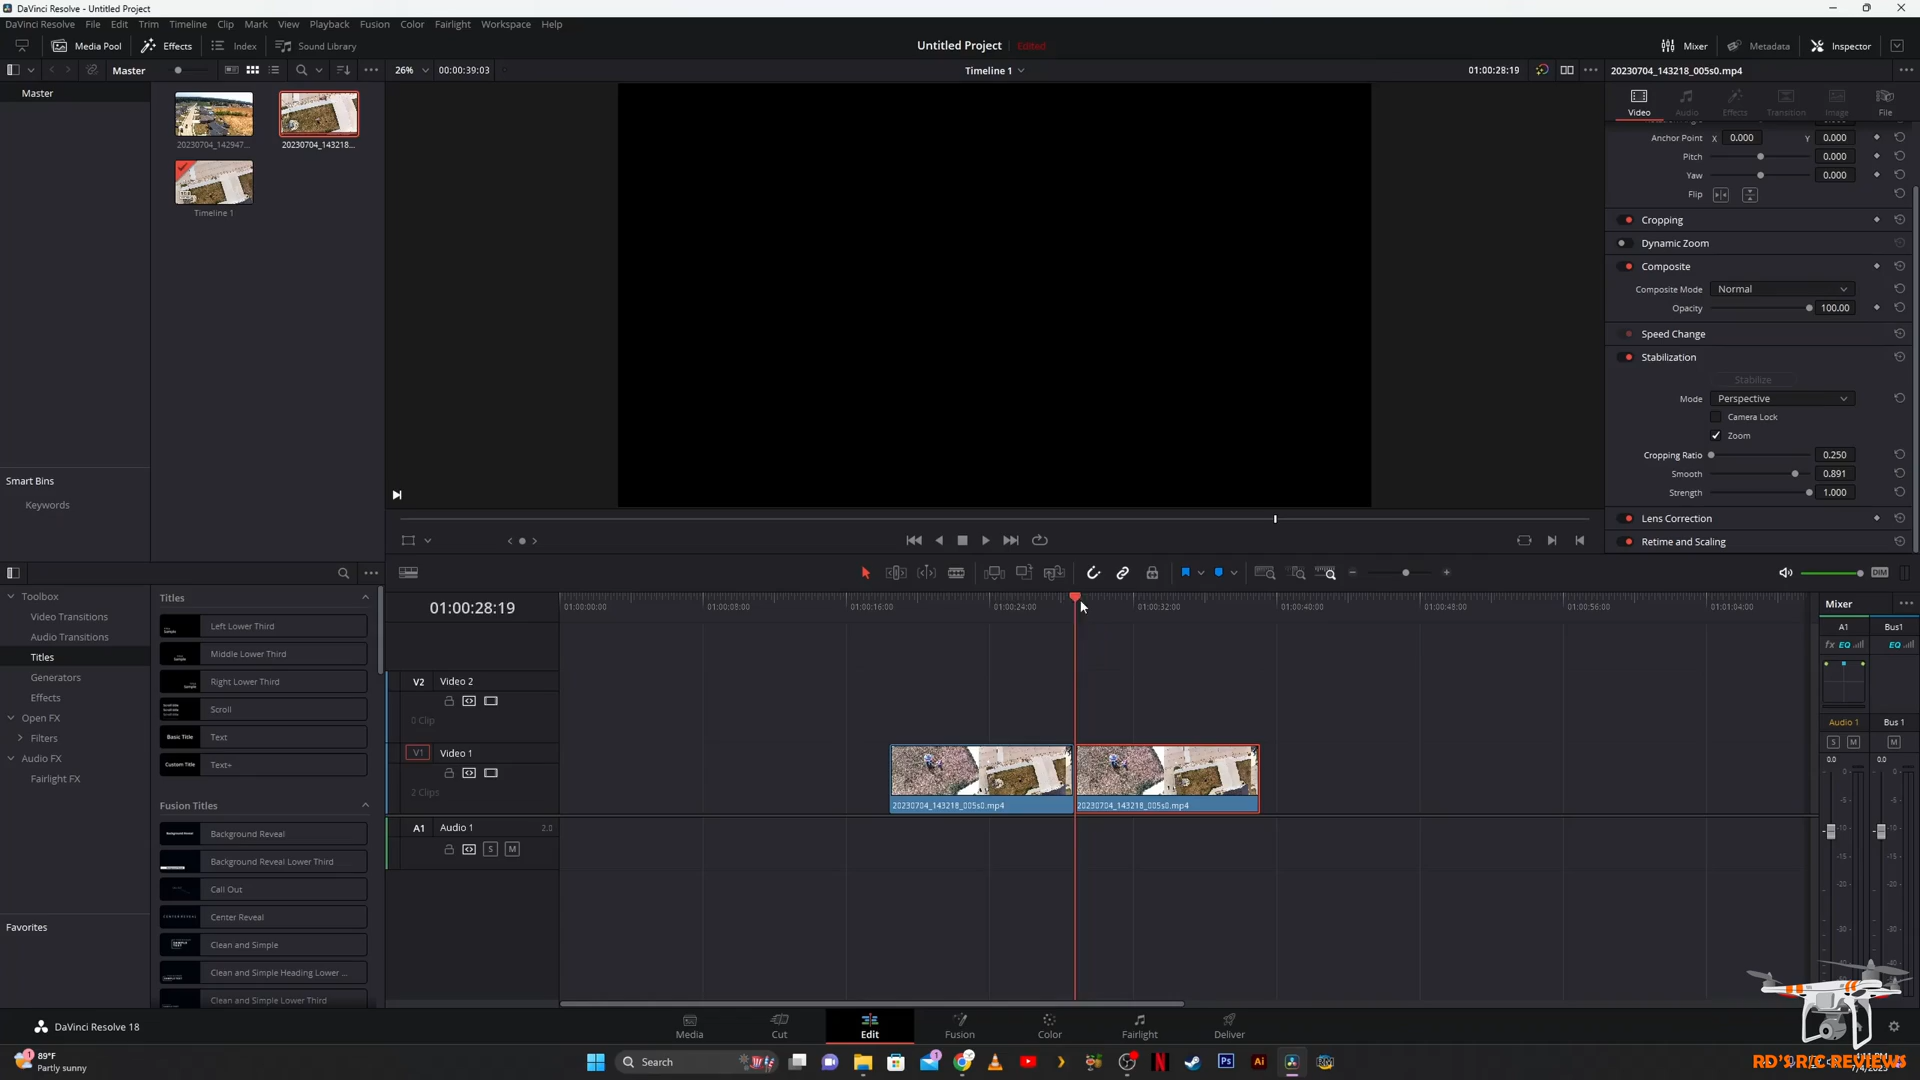 DaVinci Resolve - Untitled Project
DaVinci Resolve File Edit Trim Timeline Clip Mark View Playback Fusion Color Fairlight Workspace Help
Media Pool Effects Index Sound Library Untitled Project Edited Mixer Metadata Inspector
Master 26% 00:00:39:03 Timeline 1 01:00:28:19 20230704_143218_005s0.mp4
Master
20230704_142947... 20230704_143218...
Timeline 1
Smart Bins
Keywords
Video Audio Effects Transition Image File
Anchor Point X 0.000 Y 0.000
Pitch 0.000
Yaw 0.000
Flip
Cropping
Dynamic Zoom
Composite
Composite Mode Normal
Opacity 100.00
Speed Change
Stabilization
Stabilize
Mode Perspective
Camera Lock
Zoom
Cropping Ratio 0.250
Smooth 0.891
Strength 1.000
Lens Correction
Retime and Scaling
DIM
Toolbox
Video Transitions
Audio Transitions
Titles
Generators
Effects
Open FX
Filters
Audio FX
Fairlight FX
Favorites
Titles
Left Lower Third
Middle Lower Third
Right Lower Third
Scroll
Basic Title Text
Custom Title Text+
Fusion Titles
Background Reveal
Background Reveal Lower Third
Call Out
Center Reveal
Clean and Simple
Clean and Simple Heading Lower ...
Clean and Simple Lower Third
01:00:28:19
01:00:00:00 01:00:08:00 01:00:16:00 01:00:24:00 01:00:32:00 01:00:40:00 01:00:48:00 01:00:56:00 01:01:04:00
V2 Video 2
0 Clip
V1 Video 1
2 Clips
20230704_143218_005s0.mp4 20230704_143218_005s0.mp4
A1 Audio 1 2.0
S M
Mixer
A1 Bus1
fx EQ EQ
Audio 1 Bus 1
S M M
0.0 0.0
DaVinci Resolve 18
Media Cut Edit Fusion Color Fairlight Deliver
89°F
Partly sunny
Search
RD'S R/C REVIEWS